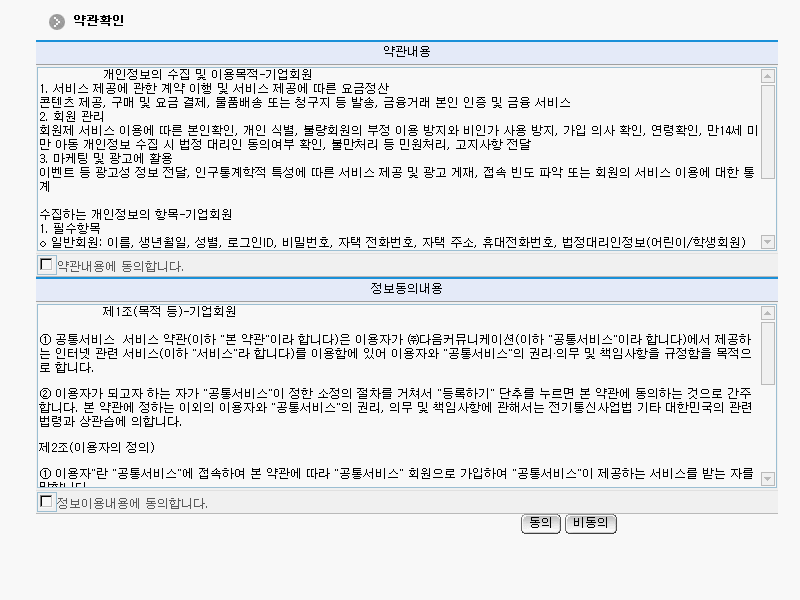 약관확인
약관내용
개인정보의 수집 및 이용목적-기업회원
1. 서비스 제공에 관한 계약 이행 및 서비스 제공에 따른 요금정산
콘텐츠 제공, 구매 및 요금 결제, 물품배송 또는 청구지 등 발송, 금융거래 본인 인증 및 금융 서비스
2. 회원 관리
회원제 서비스 이용에 따른 본인확인, 개인 식별, 불량회원의 부정 이용 방지와 비인가 사용 방지, 가입 의사 확인, 연령확인, 만14세 미
만 아동 개인정보 수집 시 법정 대리인 동의여부 확인, 불만처리 등 민원처리, 고지사항 전달
3. 마케팅 및 광고에 활용
이벤트 등 광고성 정보 전달, 인구통계학적 특성에 따른 서비스 제공 및 광고 게재, 접속 빈도 파악 또는 회원의 서비스 이용에 대한 통
계
수집하는 개인정보의 항목-기업회원
1. 필수항목
◇ 일반회원: 이름, 생년월일, 성별, 로그인ID, 비밀번호, 자택 전화번호, 자택 주소, 휴대전화번호, 법정대리인정보(어린이/학생회원)
약관내용에 동의합니다.
정보동의내용
제1조(목적 등)-기업회원
① 공통서비스 서비스 약관(이하 "본 약관"이라 합니다)은 이용자가 ㈜다음커뮤니케이션(이하 "공통서비스"이라 합니다)에서 제공하
는 인터넷 관련 서비스(이하 "서비스"라 합니다)를 이용함에 있어 이용자와 "공통서비스"의 권리·의무 및 책임사항을 규정함을 목적으
로 합니다.
② 이용자가 되고자 하는 자가 "공통서비스"이 정한 소정의 절차를 거쳐서 "등록하기" 단추를 누르면 본 약관에 동의하는 것으로 간주
합니다. 본 약관에 정하는 이외의 이용자와 "공통서비스"의 권리, 의무 및 책임사항에 관해서는 전기통신사업법 기타 대한민국의 관련
법령과 상관습에 의합니다.
제2조(이용자의 정의)
① 이용자"란 "공통서비스"에 접속하여 본 약관에 따라 "공통서비스" 회원으로 가입하여 "공통서비스"이 제공하는 서비스를 받는 자를
말합니다.
정보이용내용에 동의합니다.
동의 비동의